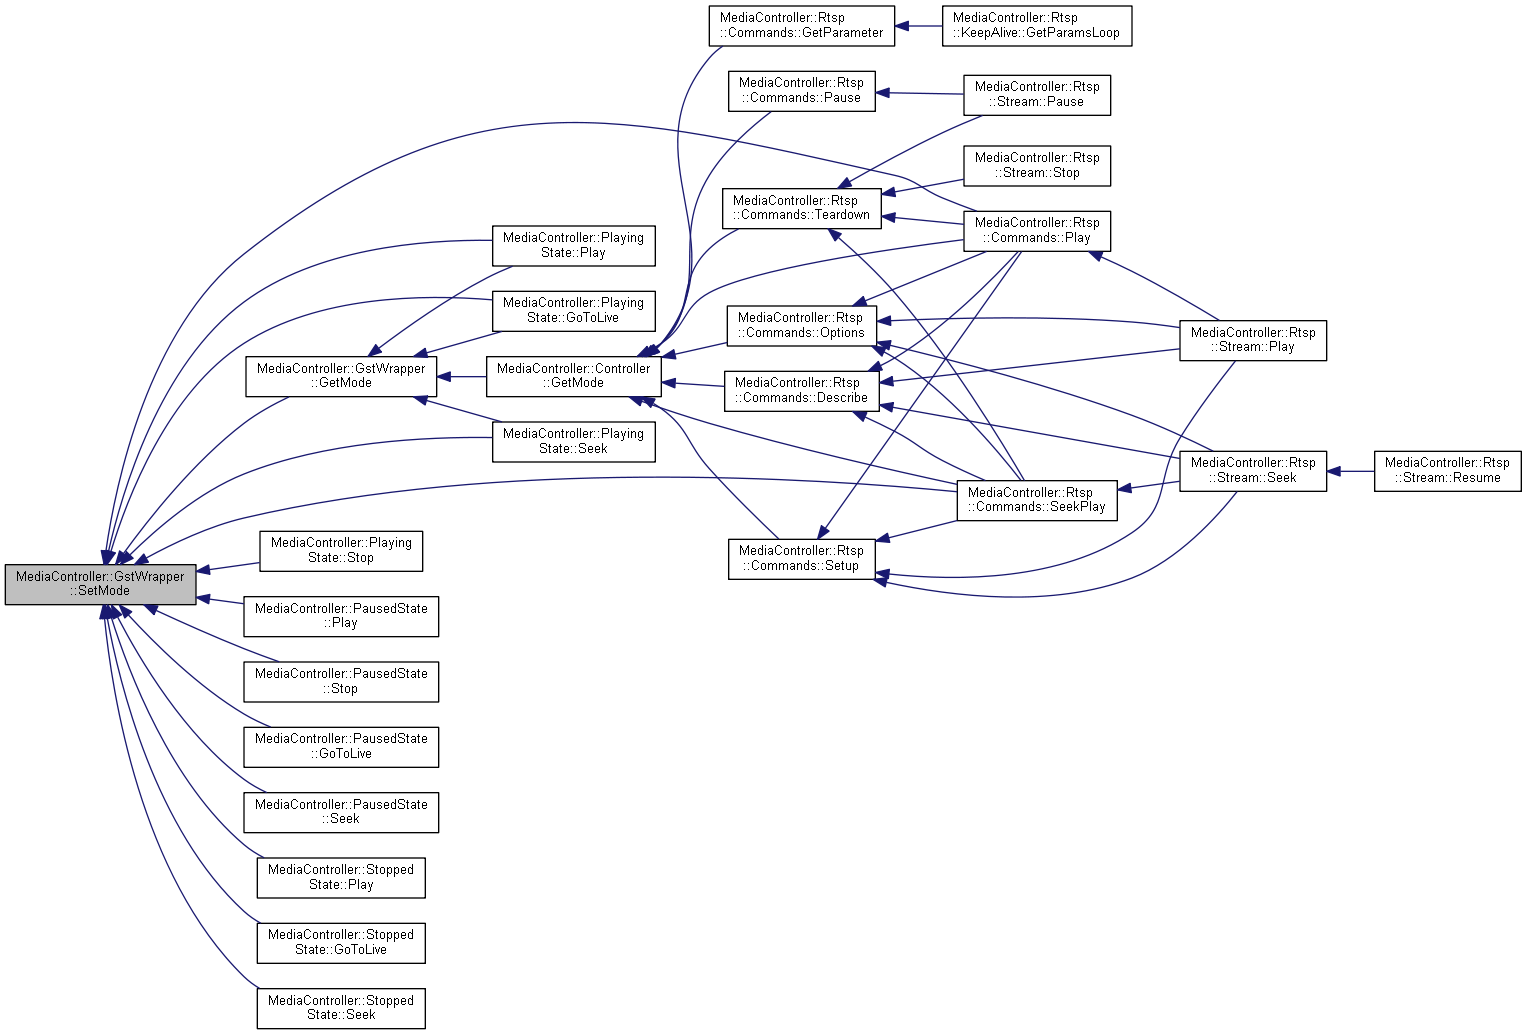 MediaController::Rtsp
::Commands::GetParameter
MediaController::Rtsp
::KeepAlive::GetParamsLoop
MediaController::Rtsp
::Commands::Pause
MediaController::Rtsp
::Stream::Pause
MediaController::Rtsp
::Stream::Stop
MediaController::Rtsp
::Commands::Teardown
MediaController::Rtsp
::Commands::Play
MediaController::Playing
State::Play
MediaController::Playing
State::GoToLive
MediaController::Rtsp
::Commands::Options
MediaController::Rtsp
::Stream::Play
MediaController::GstWrapper
::GetMode
MediaController::Controller
::GetMode
MediaController::Rtsp
::Commands::Describe
MediaController::Playing
State::Seek
MediaController::Rtsp
::Stream::Seek
MediaController::Rtsp
::Stream::Resume
MediaController::Rtsp
::Commands::SeekPlay
MediaController::Playing
State::Stop
MediaController::Rtsp
::Commands::Setup
MediaController::GstWrapper
::SetMode
MediaController::PausedState
::Play
MediaController::PausedState
::Stop
MediaController::PausedState
::GoToLive
MediaController::PausedState
::Seek
MediaController::Stopped
State::Play
MediaController::Stopped
State::GoToLive
MediaController::Stopped
State::Seek